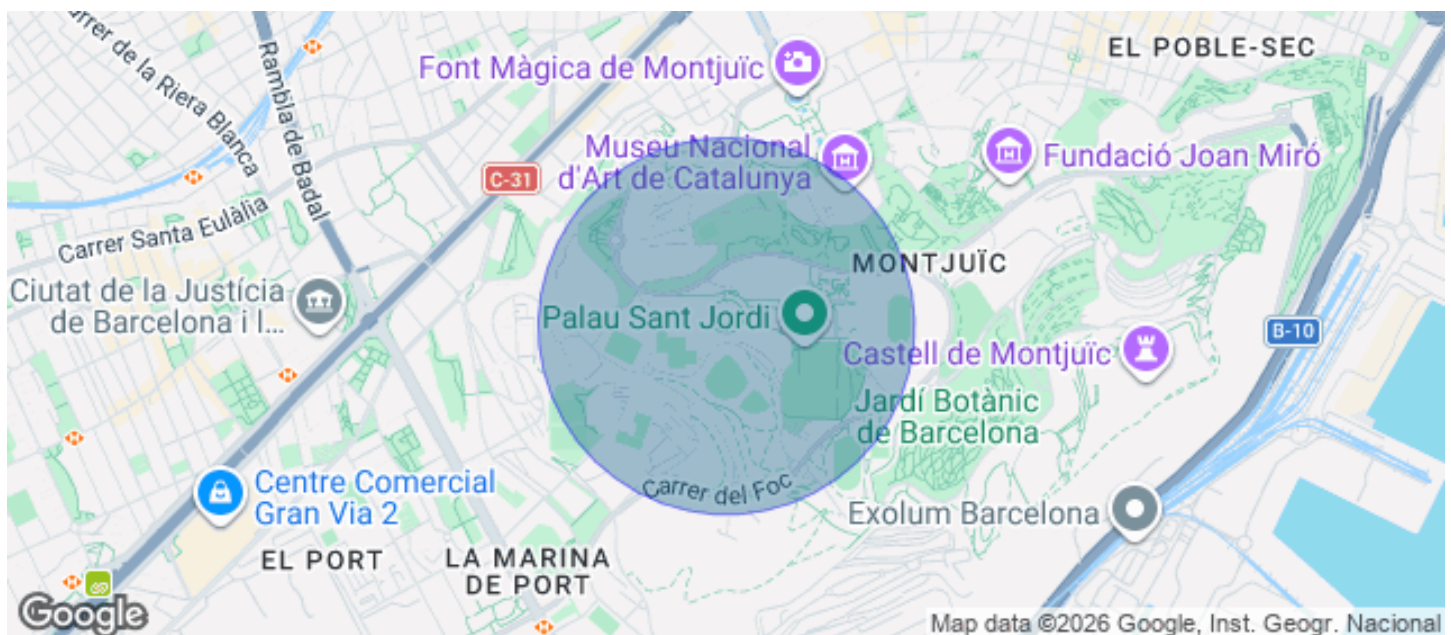 Carrer de la Riera Blanca
Rambla de Badal
Font Màgica de Montjuïc
EL POBLE-SEC
Museu Nacional
d'Art de Catalunya
Fundació Joan Miró
C-31
Carrer Santa Eulàlia
MONTJUÏC
Ciutat de la Justícia
de Barcelona i l...
Palau Sant Jordi
Castell de Montjuïc
B-10
Jardí Botànic
de Barcelona
Centre Comercial
Gran Via 2
Carrer del Foc
Exolum Barcelona
EL PORT
LA MARINA
DE PORT
Google
Map data ©2026 Google, Inst. Geogr. Nacional